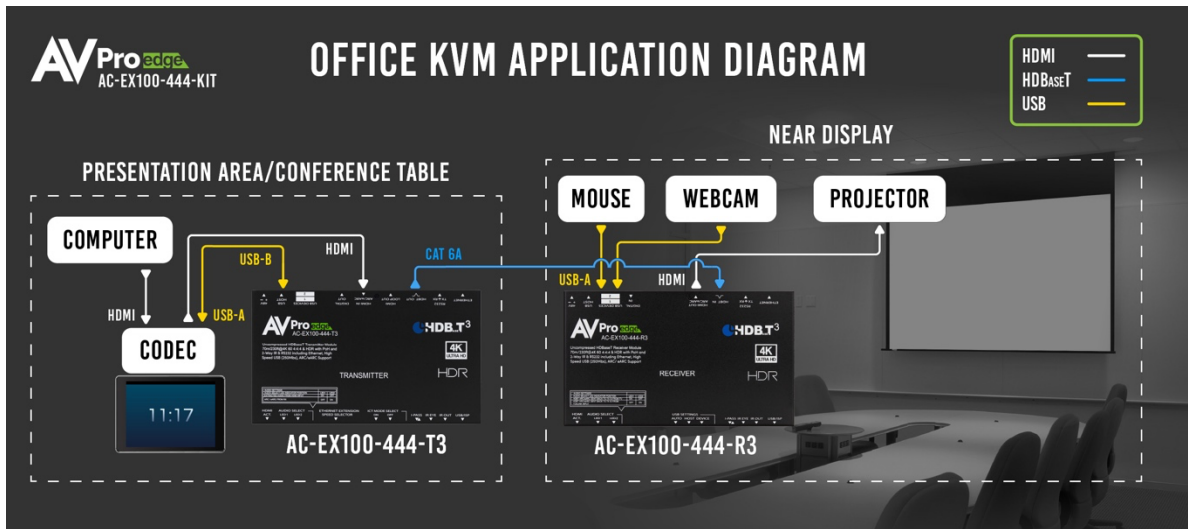 AVPro edge
AC-EX100-444-KIT
OFFICE KVM APPLICATION DIAGRAM
HDMI
HDBaseT
USB
NEAR DISPLAY
PRESENTATION AREA/CONFERENCE TABLE
MOUSE
WEBCAM
PROJECTOR
COMPUTER
HDMI
USB-B
CAT 6A
USB-A
HDMI
HDMI
USB-A
CODEC
11:17
AVPro edge
AC-EX100-444-T3
HDBT3
4K
ULTRA HD
HDR
TRANSMITTER
AC-EX100-444-T3
AVPro edge
AC-EX100-444-R3
HDBT3
4K
ULTRA HD
HDR
RECEIVER
AC-EX100-444-R3